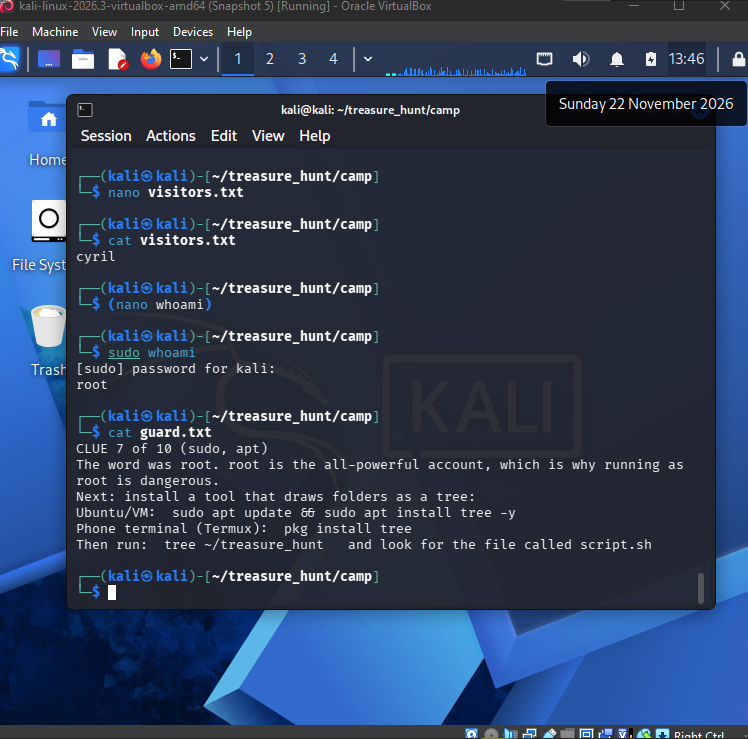 kali-linux-2026.3-virtualbox-amd64 (Snapshot 5) [Running] - Oracle VirtualBox
File Machine View Input Devices Help
1 2 3 4 13:46
Sunday 22 November 2026
kali@kali: ~/treasure_hunt/camp
Session Actions Edit View Help
Home
File Syst
Trash
┌──(kali㉿kali)-[~/treasure_hunt/camp]
└─$ nano visitors.txt
┌──(kali㉿kali)-[~/treasure_hunt/camp]
└─$ cat visitors.txt
cyril
┌──(kali㉿kali)-[~/treasure_hunt/camp]
└─$ (nano whoami)
┌──(kali㉿kali)-[~/treasure_hunt/camp]
└─$ sudo whoami
[sudo] password for kali:
root
┌──(kali㉿kali)-[~/treasure_hunt/camp]
└─$ cat guard.txt
CLUE 7 of 10 (sudo, apt)
The word was root. root is the all-powerful account, which is why running as
root is dangerous.
Next: install a tool that draws folders as a tree:
Ubuntu/VM:  sudo apt update && sudo apt install tree -y
Phone terminal (Termux):  pkg install tree
Then run:  tree ~/treasure_hunt   and look for the file called script.sh
┌──(kali㉿kali)-[~/treasure_hunt/camp]
└─$
KALI
Right Ctrl